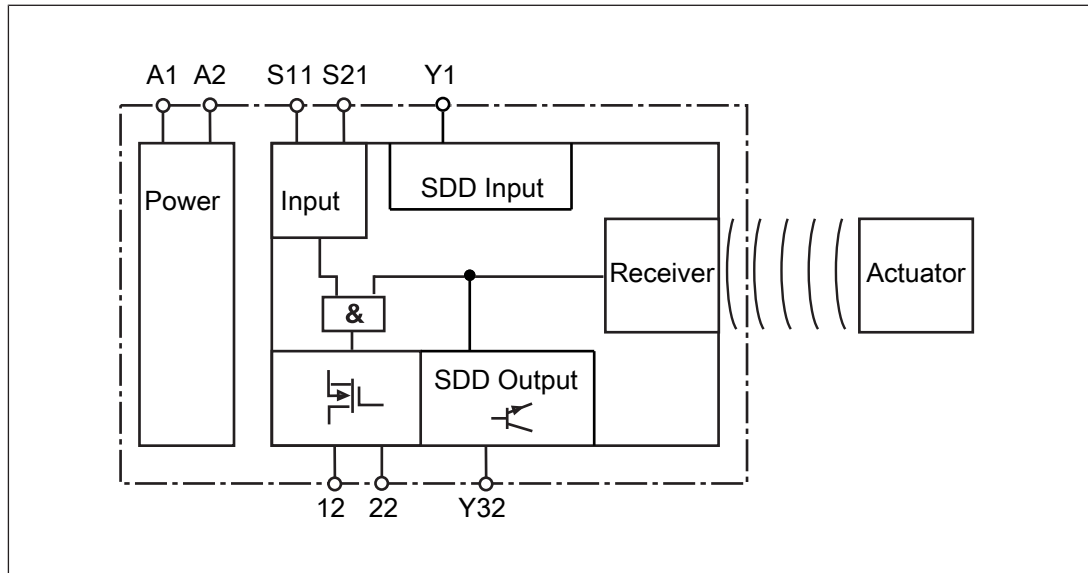 A1 A2 S11 S21 Y1
Power
Input
SDD Input
Receiver
Actuator
&
SDD Output
12 22 Y32